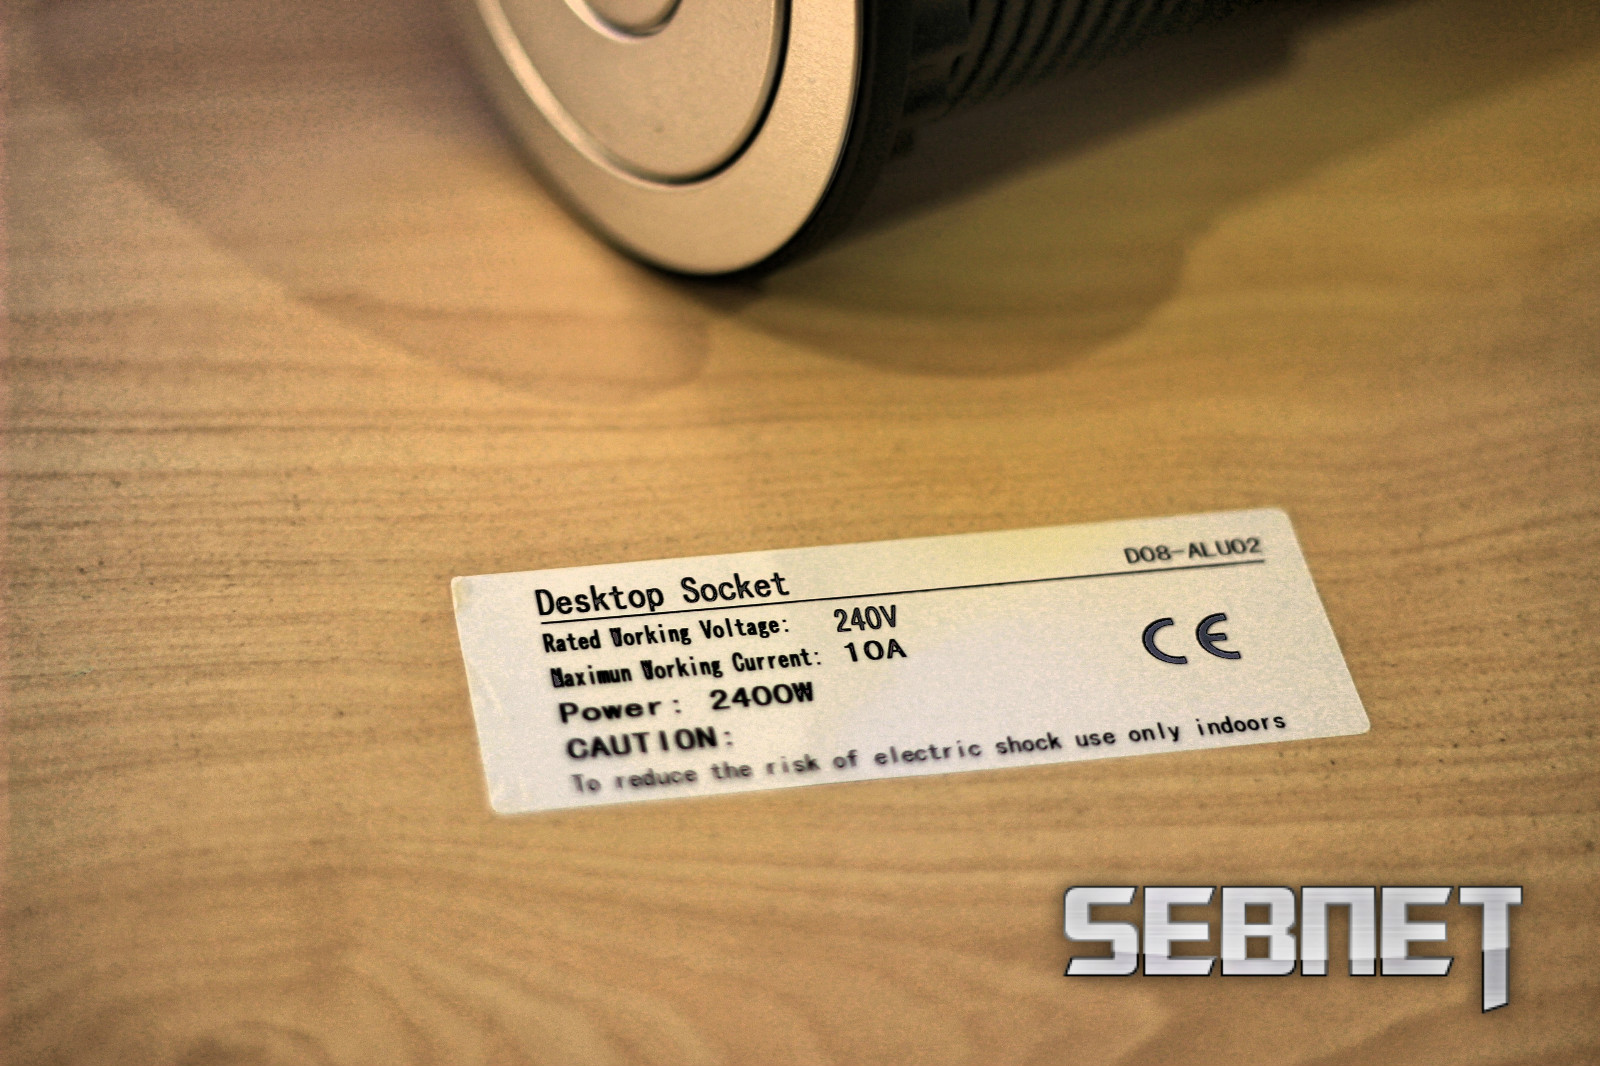 Desktop Socket D08-ALU02
Rated Working Voltage: 240V
Maximun Working Current: 10A
Power: 2400W
CAUTION:
To reduce the risk of electric shock use only indoors
CE
SEBNET